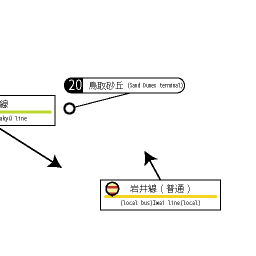 20 鳥取砂丘 (Sand Dunes terminal)
線
akyū line
岩井線（普通）
(local bus)Iwai line(local)